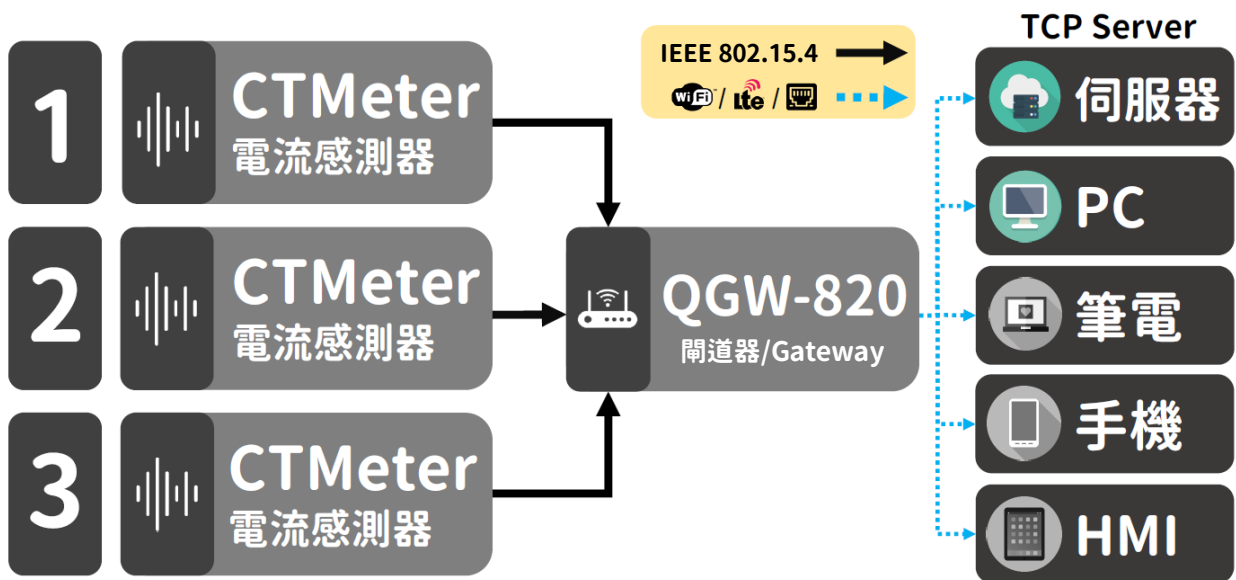 1
CTMeter
電流感測器
2
CTMeter
電流感測器
3
CTMeter
電流感測器
IEEE 802.15.4
WiFi / lte /
QGW-820
閘道器/Gateway
TCP Server
伺服器
PC
筆電
手機
HMI